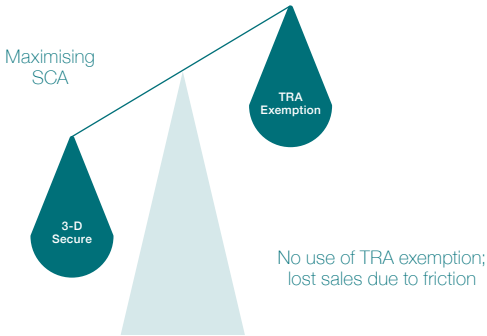 Maximising
SCA
TRA
Exemption
3-D
Secure
No use of TRA exemption;
lost sales due to friction